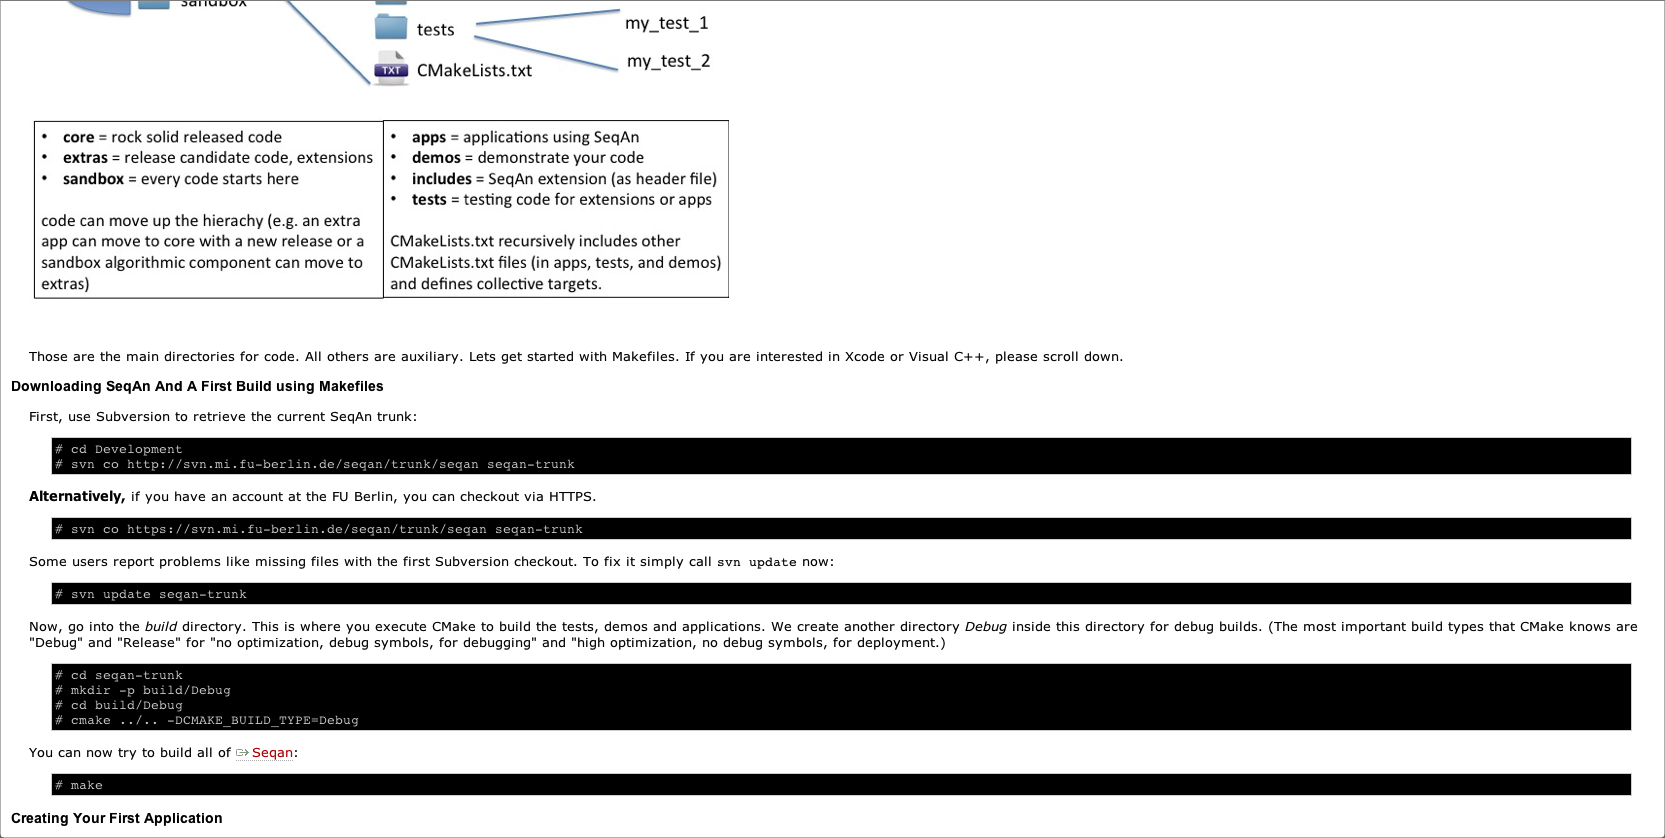 sandbox
tests
my_test_1
my_test_2
TXT
CMakeLists.txt
• core = rock solid released code
• extras = release candidate code, extensions
• sandbox = every code starts here
code can move up the hierachy (e.g. an extra
app can move to core with a new release or a
sandbox algorithmic component can move to
extras)
• apps = applications using SeqAn
• demos = demonstrate your code
• includes = SeqAn extension (as header file)
• tests = testing code for extensions or apps
CMakeLists.txt recursively includes other
CMakeLists.txt files (in apps, tests, and demos)
and defines collective targets.
Those are the main directories for code. All others are auxiliary. Lets get started with Makefiles. If you are interested in Xcode or Visual C++, please scroll down.
Downloading SeqAn And A First Build using Makefiles
First, use Subversion to retrieve the current SeqAn trunk:
# cd Development
# svn co http://svn.mi.fu-berlin.de/seqan/trunk/seqan seqan-trunk
Alternatively, if you have an account at the FU Berlin, you can checkout via HTTPS.
# svn co https://svn.mi.fu-berlin.de/seqan/trunk/seqan seqan-trunk
Some users report problems like missing files with the first Subversion checkout. To fix it simply call svn update now:
# svn update seqan-trunk
Now, go into the build directory. This is where you execute CMake to build the tests, demos and applications. We create another directory Debug inside this directory for debug builds. (The most important build types that CMake knows are
"Debug" and "Release" for "no optimization, debug symbols, for debugging" and "high optimization, no debug symbols, for deployment.)
# cd seqan-trunk
# mkdir -p build/Debug
# cd build/Debug
# cmake ../.. -DCMAKE_BUILD_TYPE=Debug
You can now try to build all of Seqan:
# make
Creating Your First Application